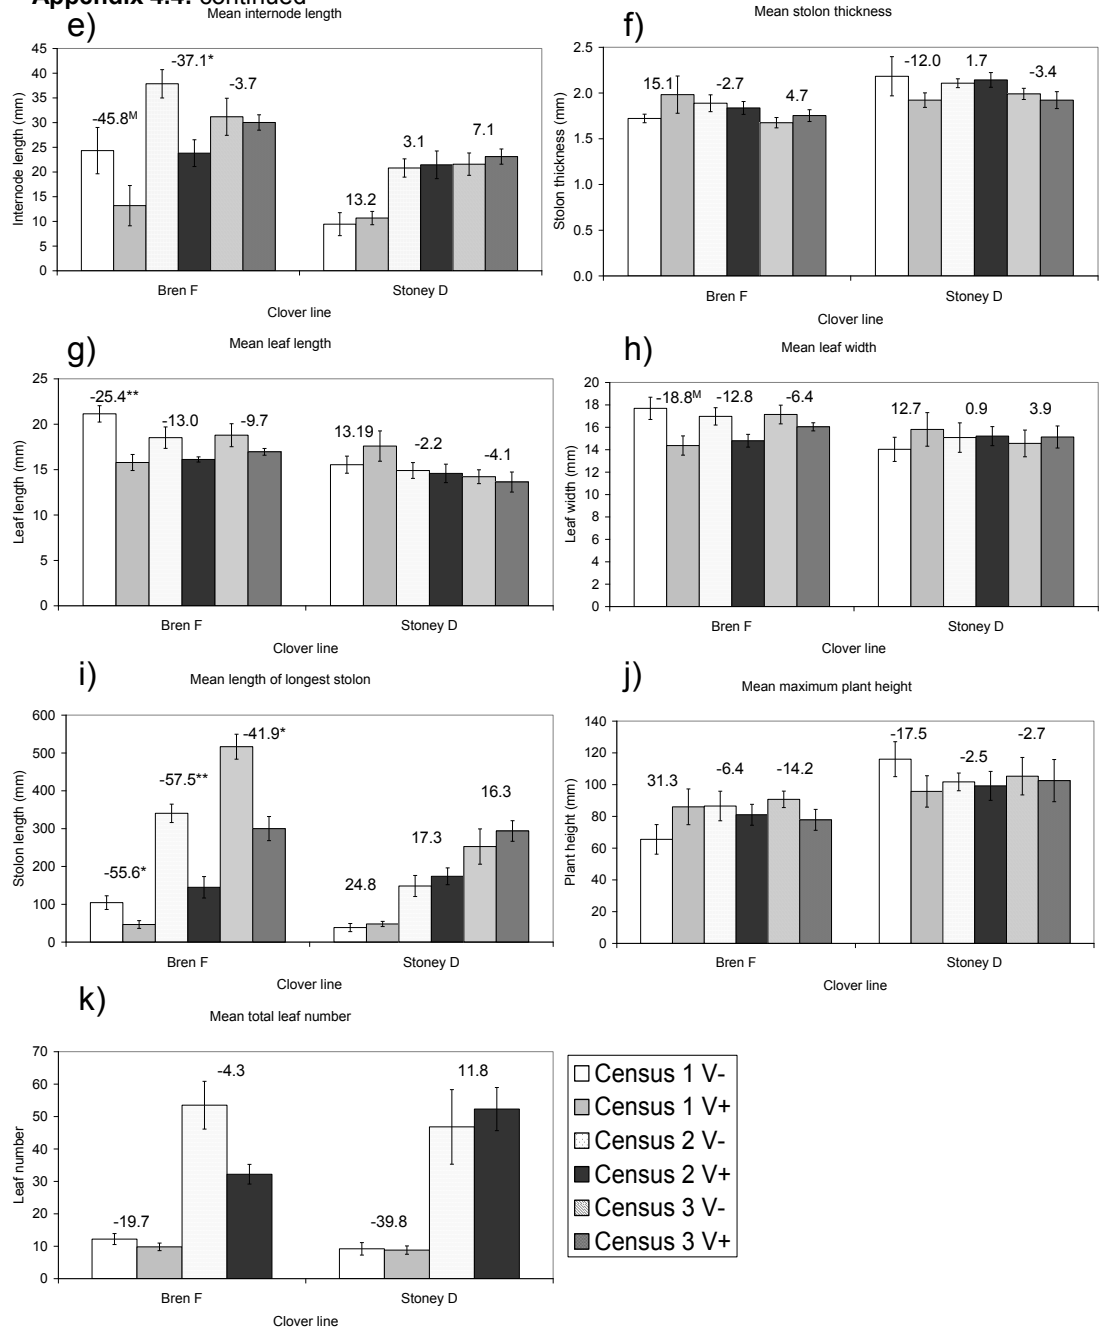 Appendix 4.4. continued
e)
Mean internode length
Internode length (mm)
45
40
35
30
25
20
15
10
5
0
-45.8M
-37.1*
-3.7
13.2
3.1
7.1
Bren F
Stoney D
Clover line
f)
Mean stolon thickness
Stolon thickness (mm)
2.5
2.0
1.5
1.0
0.5
0.0
15.1
-2.7
4.7
-12.0
1.7
-3.4
Bren F
Stoney D
Clover line
g)
Mean leaf length
Leaf length (mm)
25
20
15
10
5
0
-25.4**
-13.0
-9.7
13.19
-2.2
-4.1
Bren F
Stoney D
Clover line
h)
Mean leaf width
Leaf width (mm)
20
18
16
14
12
10
8
6
4
2
0
-18.8M
-12.8
-6.4
12.7
0.9
3.9
Bren F
Stoney D
Clover line
i)
Mean length of longest stolon
Stolon length (mm)
600
500
400
300
200
100
0
-55.6*
-57.5**
-41.9*
24.8
17.3
16.3
Bren F
Stoney D
Clover line
j)
Mean maximum plant height
Plant height (mm)
140
120
100
80
60
40
20
0
31.3
-6.4
-14.2
-17.5
-2.5
-2.7
Bren F
Stoney D
Clover line
k)
Mean total leaf number
Leaf number
70
60
50
40
30
20
10
0
-19.7
-4.3
-39.8
11.8
Bren F
Stoney D
Clover line
Census 1 V-
Census 1 V+
Census 2 V-
Census 2 V+
Census 3 V-
Census 3 V+